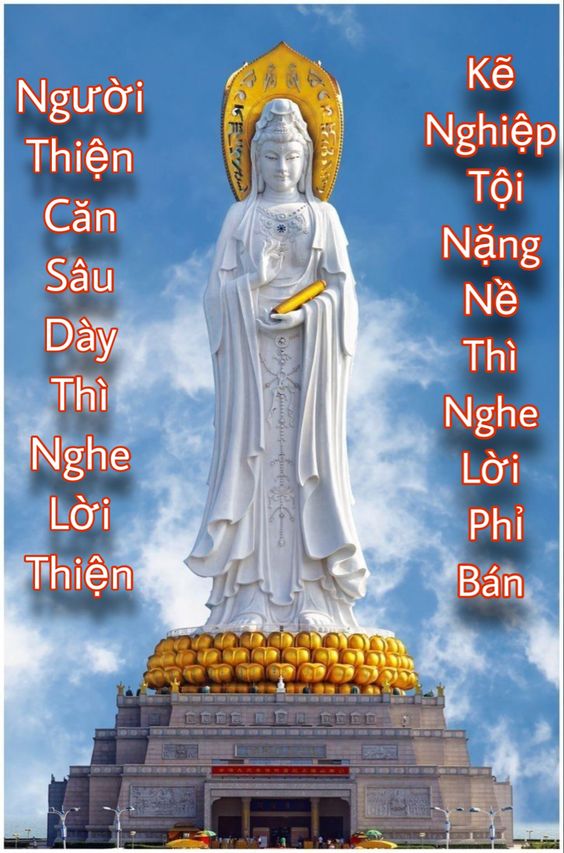 Người
Thiện
Căn
Sâu
Dày
Thì
Nghe
Lời
Thiện
Kẽ
Nghiệp
Tội
Nặng
Nề
Thì
Nghe
Lời
Phỉ
Bán